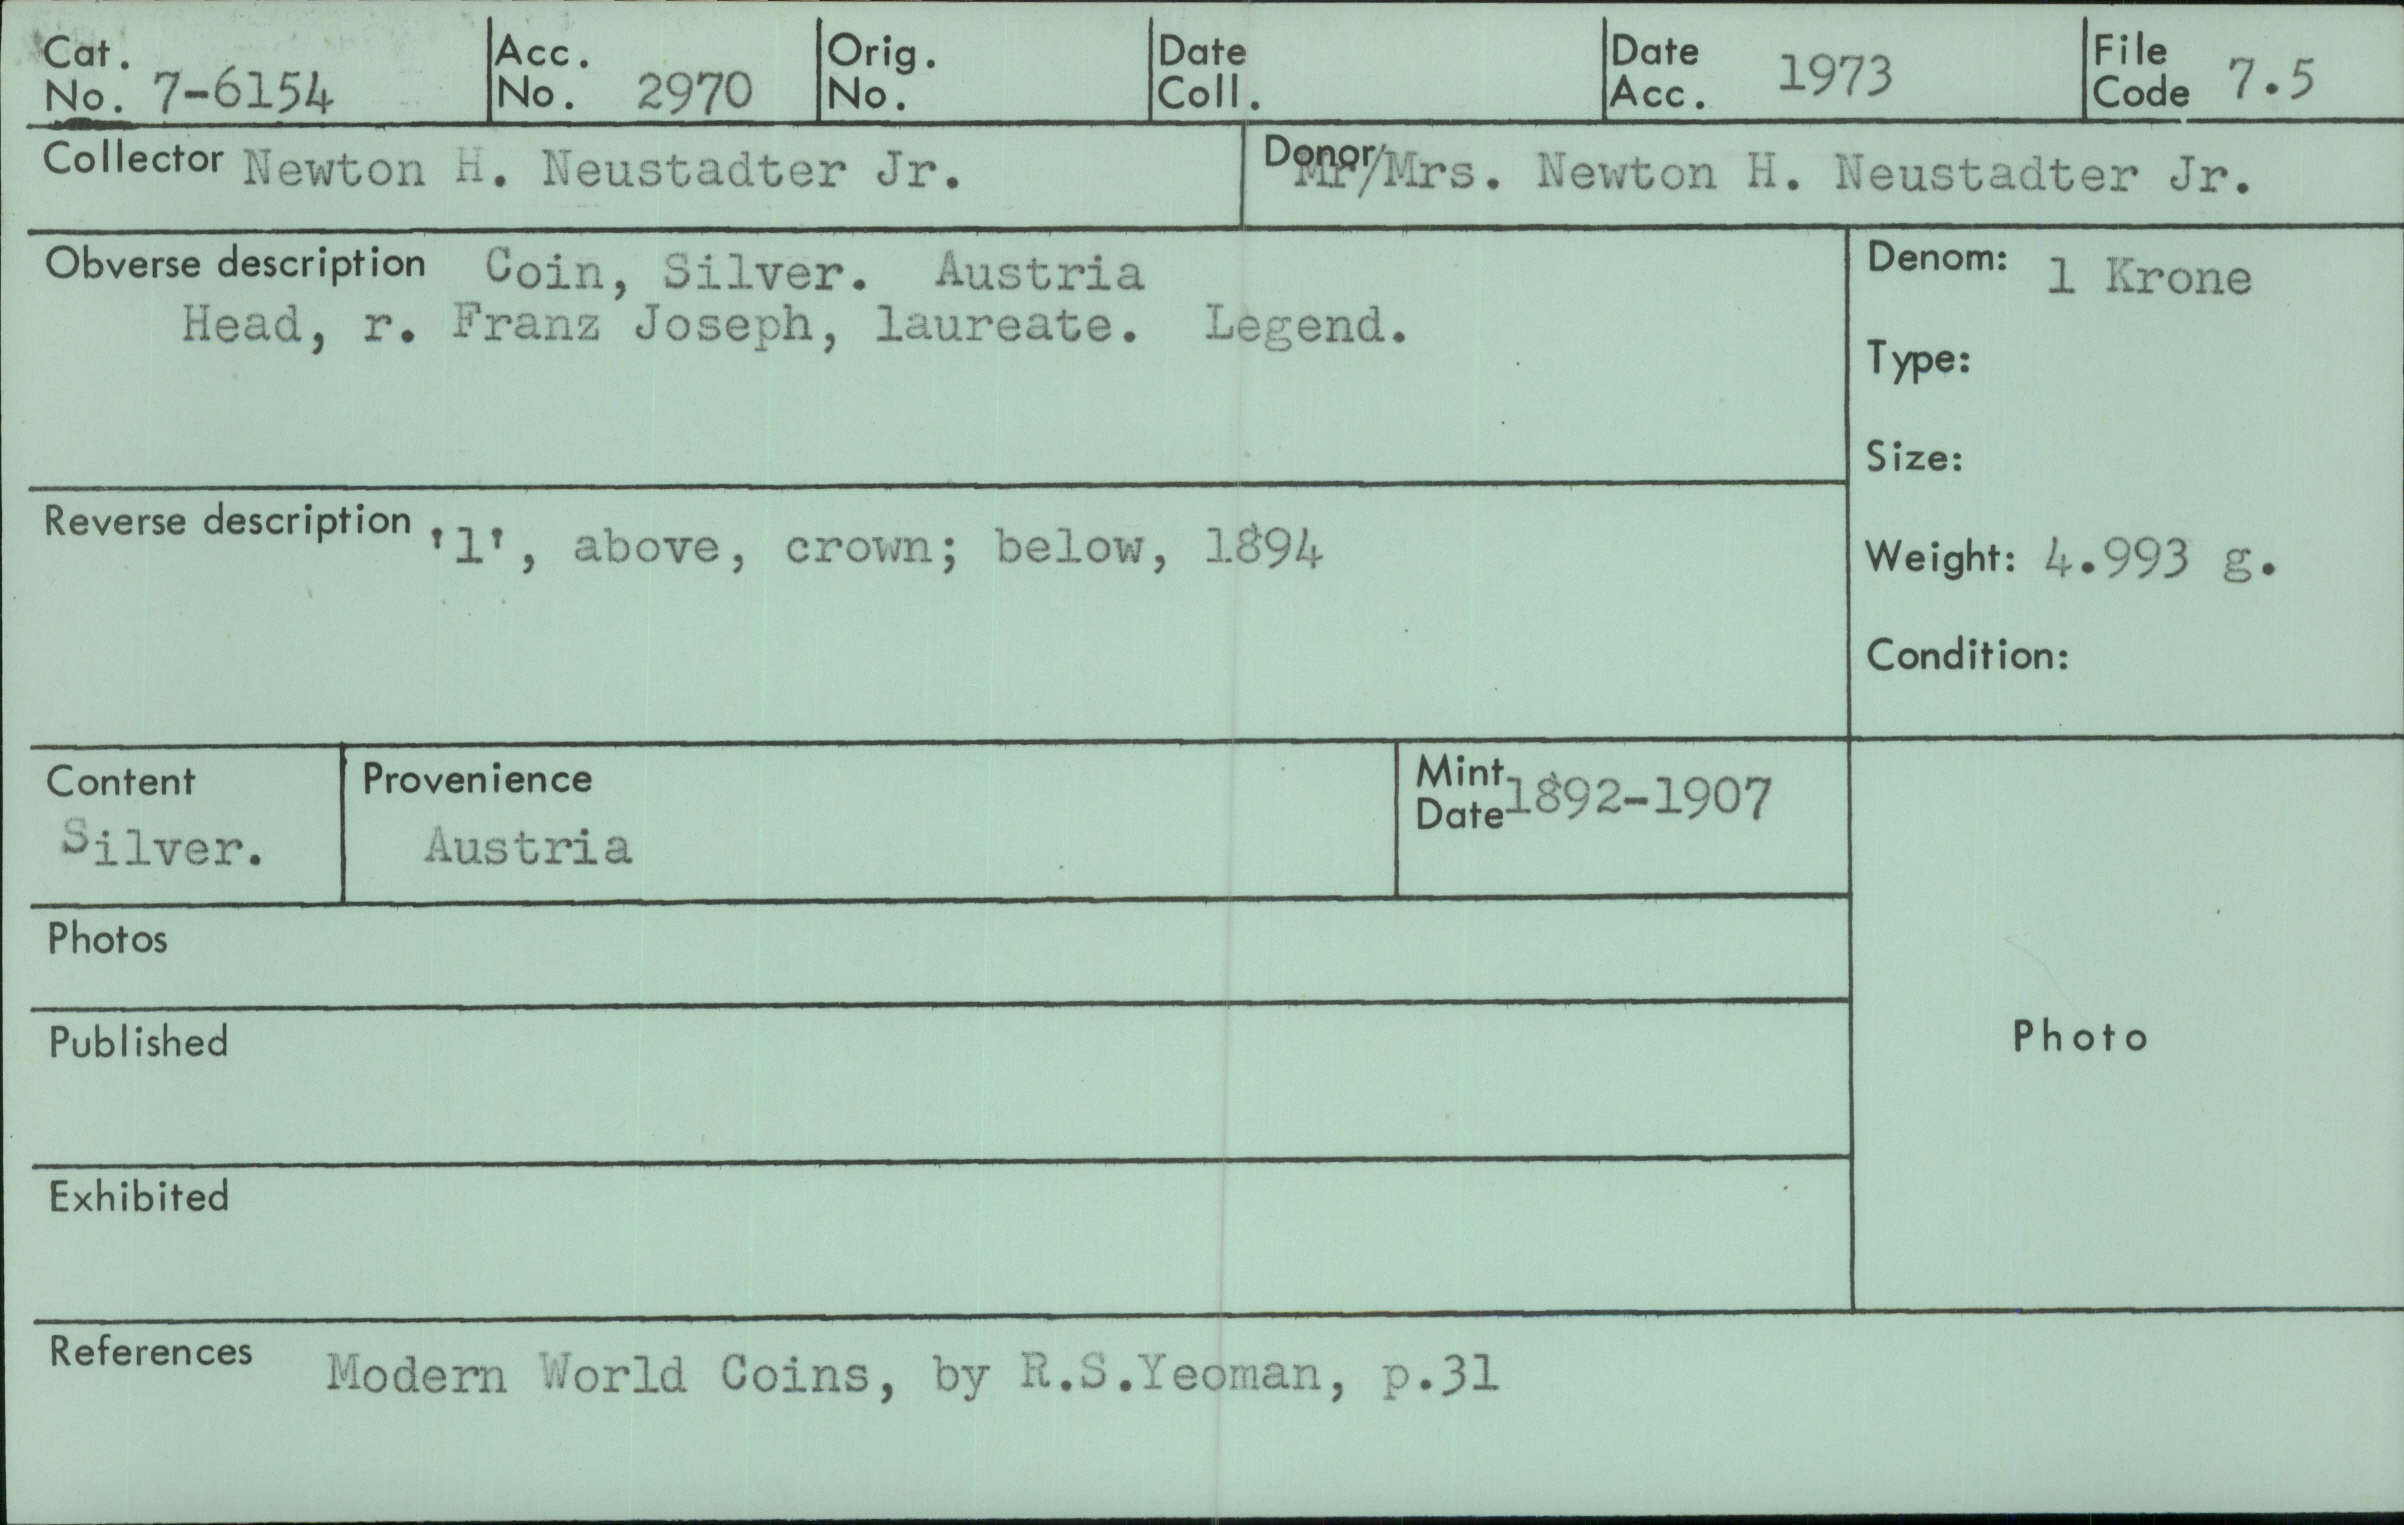 Cat. No. 7-6154
Acc. No. 2970
Orig. No.
Date Coll.
Date Acc. 1973
File Code 7.5
Collector Newton H. Neustadter Jr.
Donor Mr/Mrs. Newton H. Neustadter Jr.
Obverse description Coin, Silver. Austria
Head, r. Franz Joseph, laureate. Legend.
Denom: 1 Krone
Type:
Size:
Weight: 4.993 g.
Condition:
Reverse description '1', above, crown; below, 1894
Content
Silver.
Provenience
Austria
Mint Date 1892-1907
Photos
Published
Exhibited
Photo
References Modern World Coins, by R.S.Yeoman, p.31